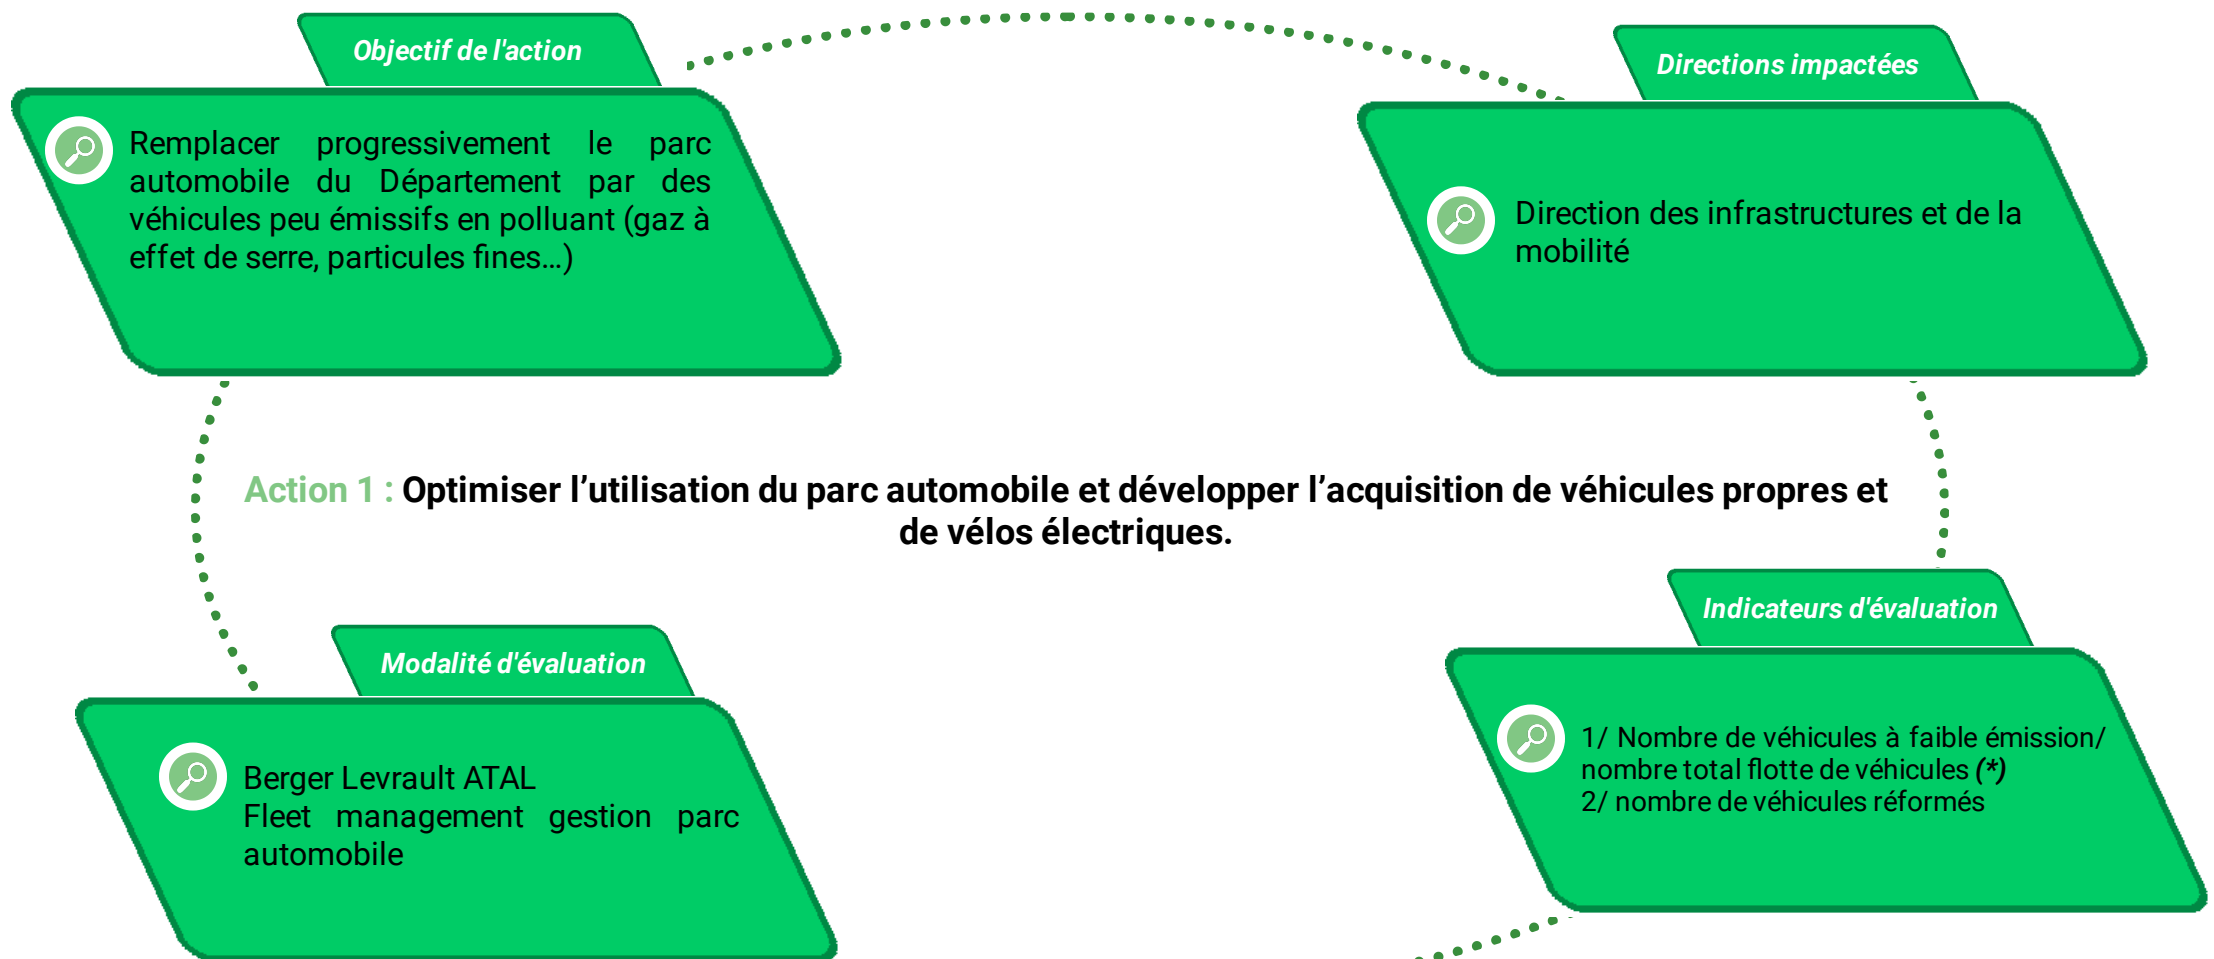 Objectif de l'action
Remplacer progressivement le parc
automobile du Département par des
véhicules peu émissifs en polluant (gaz à
effet de serre, particules fines…)
Directions impactées
Direction des infrastructures et de la
mobilité
Action 1 : Optimiser l’utilisation du parc automobile et développer l’acquisition de véhicules propres et
de vélos électriques.
Modalité d'évaluation
Berger Levrault ATAL
Fleet management gestion parc
automobile
Indicateurs d'évaluation
1/ Nombre de véhicules à faible émission/
nombre total flotte de véhicules (*)
2/ nombre de véhicules réformés